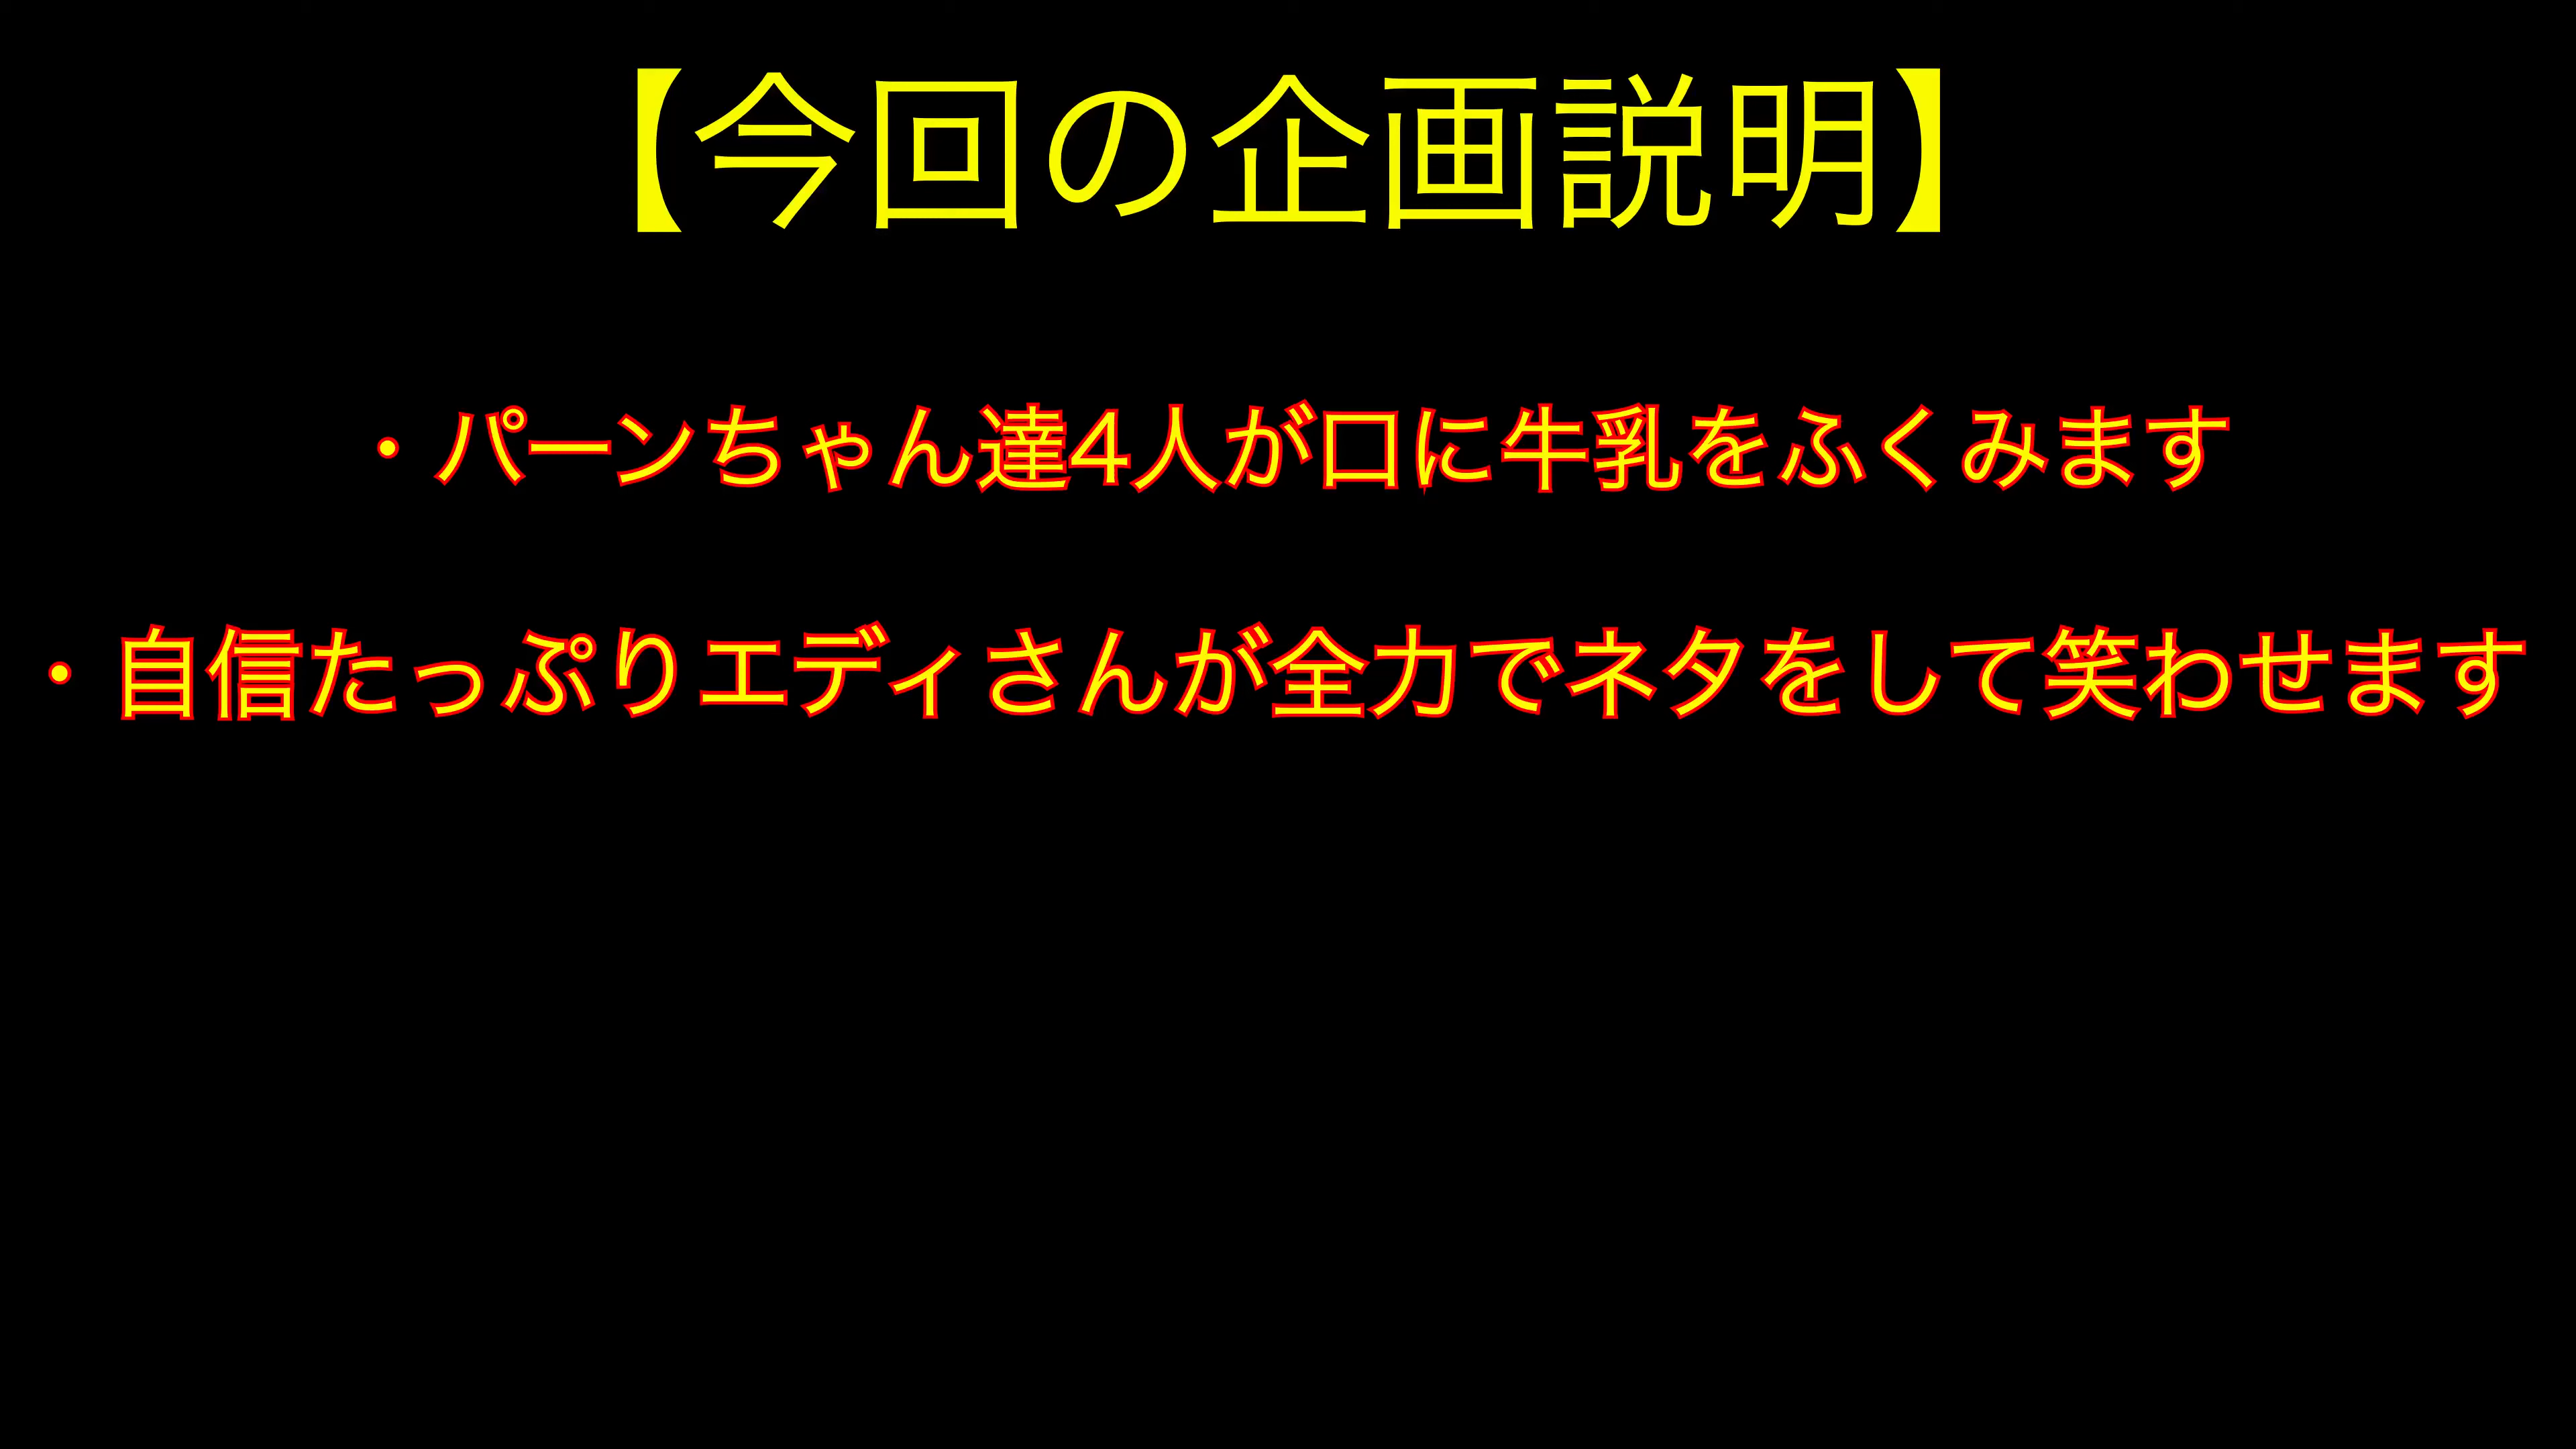 【今回の企画説明】
・パーンちゃん達4人が口に牛乳をふくみます
・自信たっぷりエディさんが全力でネタをして笑わせます